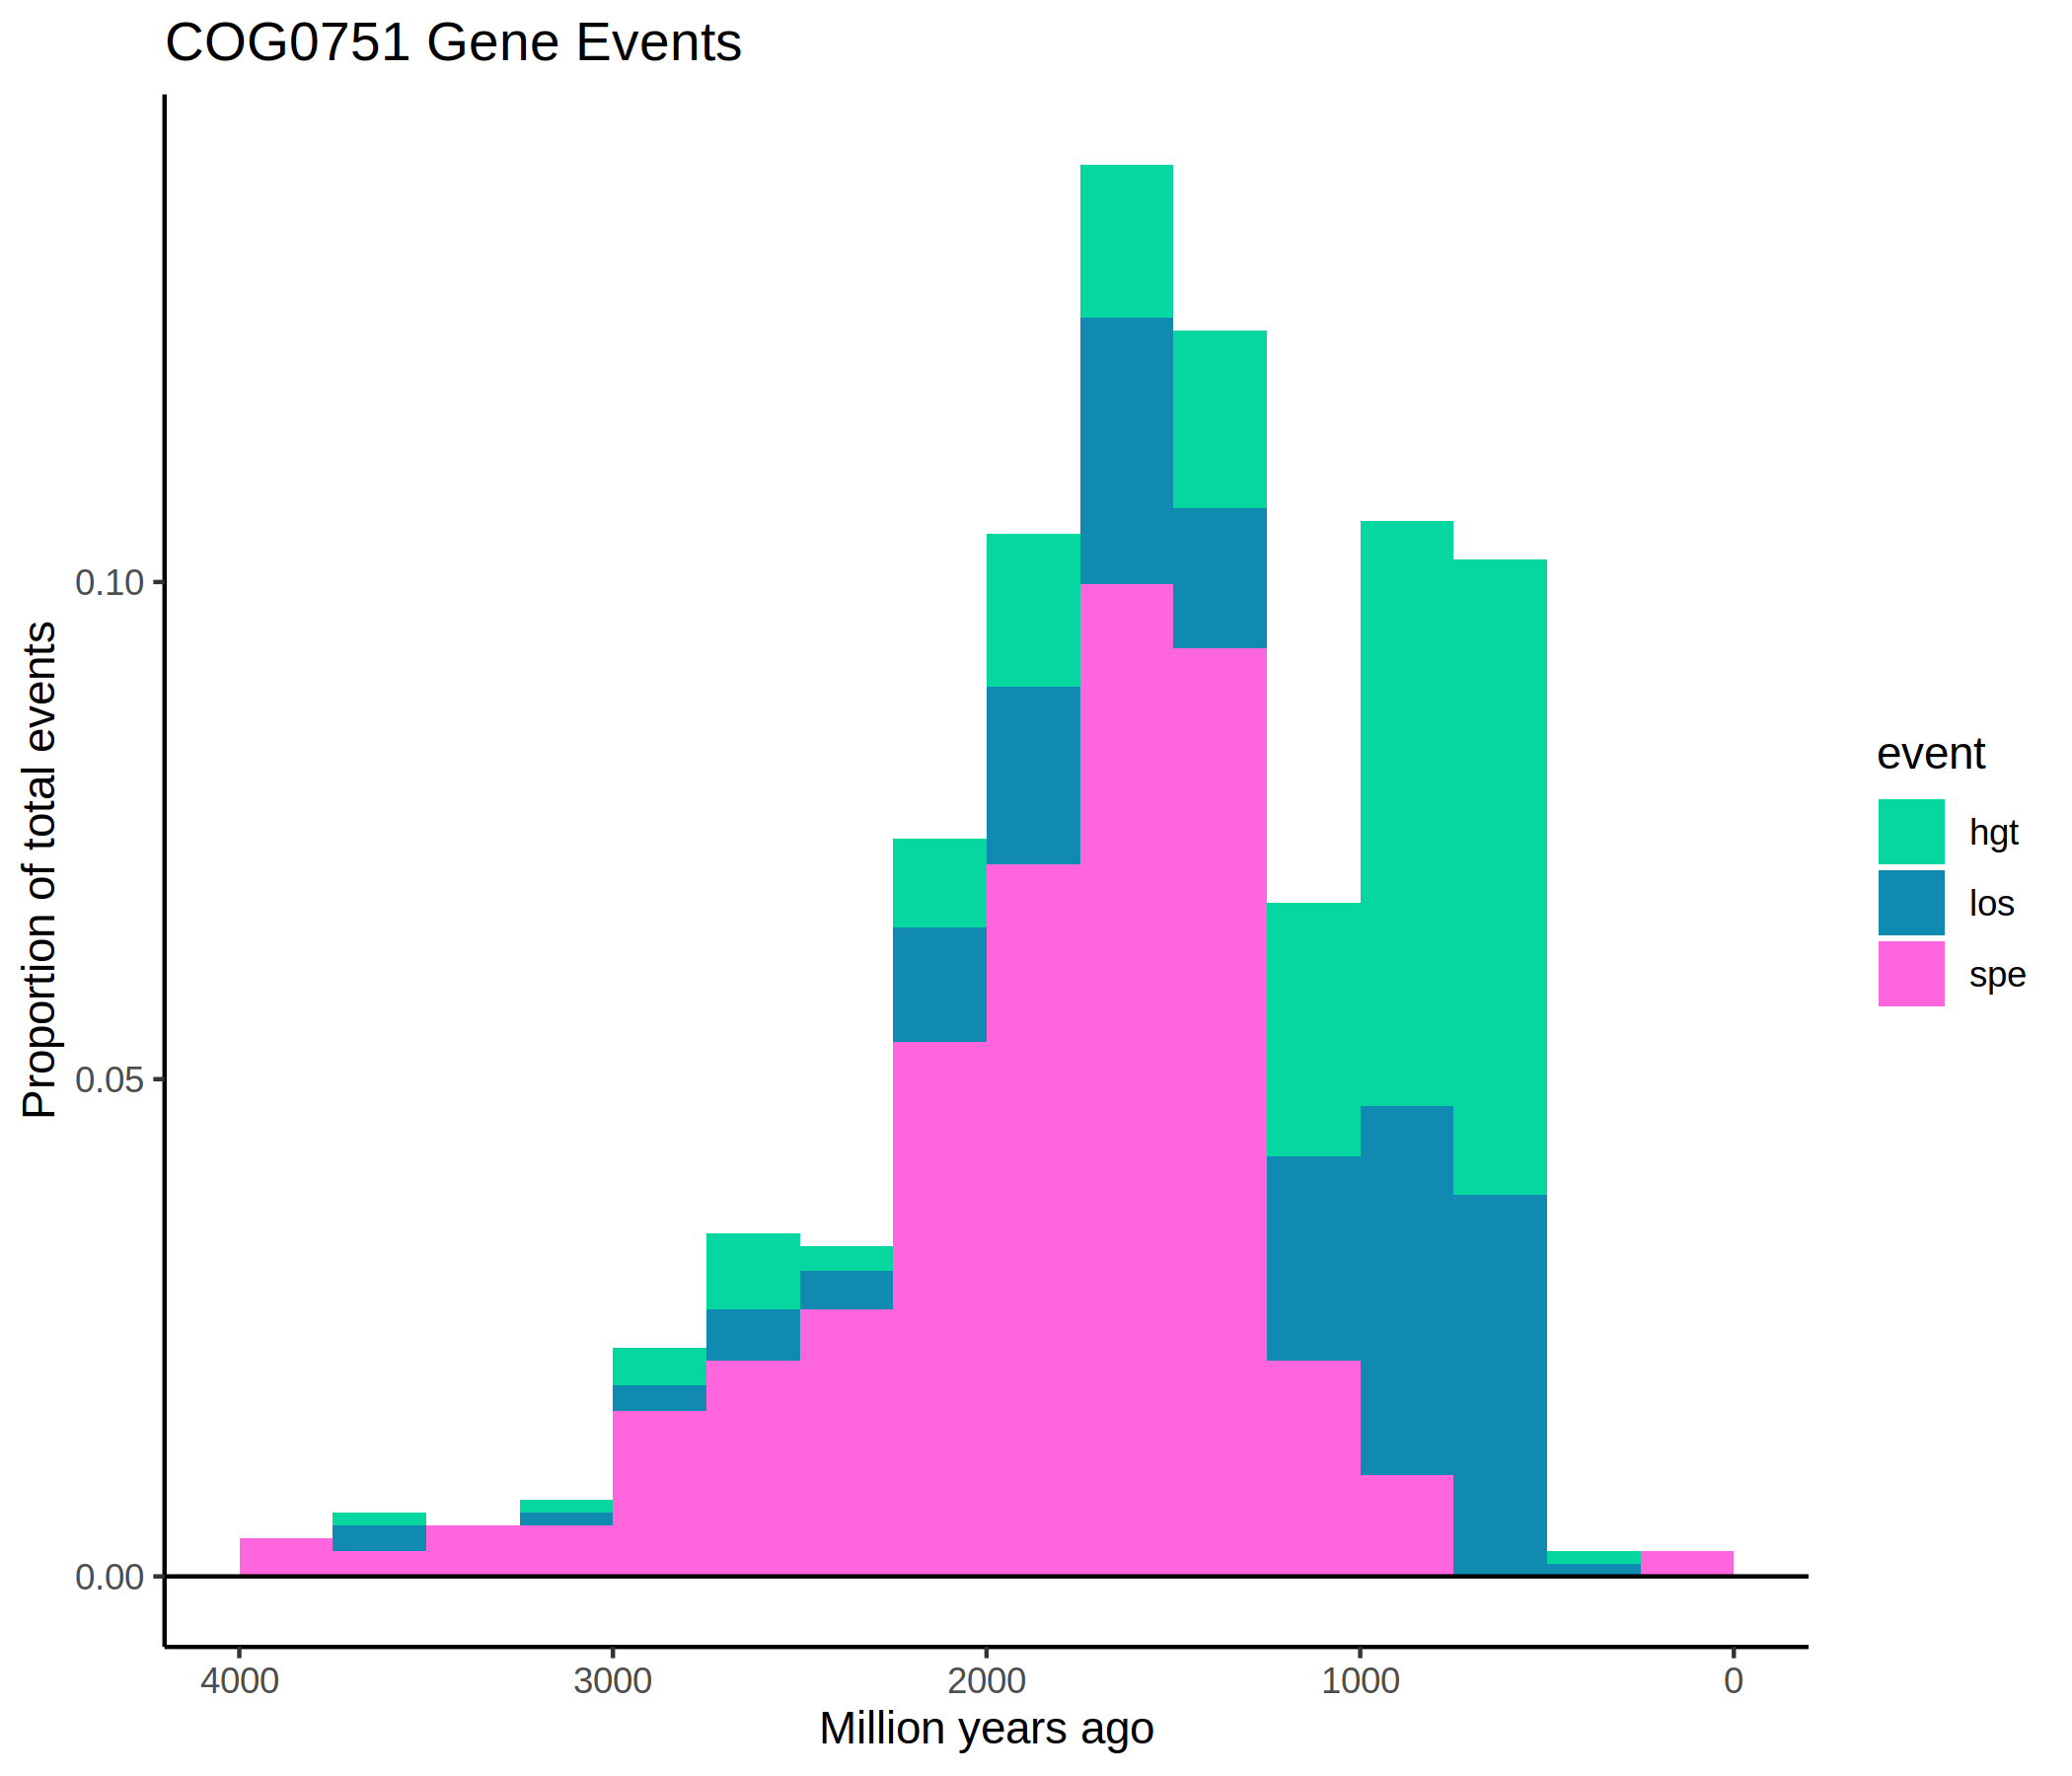 COG0751 Gene Events
Proportion of total events
0.10
0.05
0.00
4000 3000 2000 1000 0
Million years ago
event
hgt
los
spe